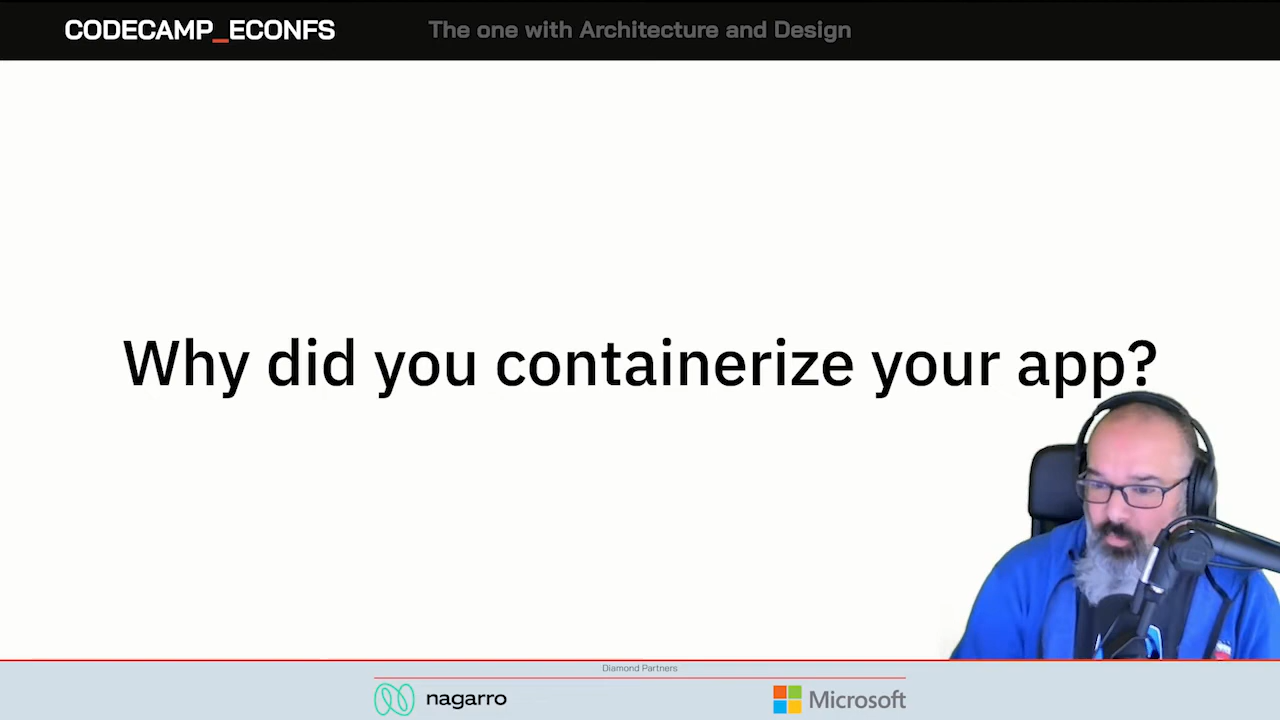 CODECAMP_ECONFS
The one with Architecture and Design
Why did you containerize your app?
Diamond Partners
nagarro
Microsoft